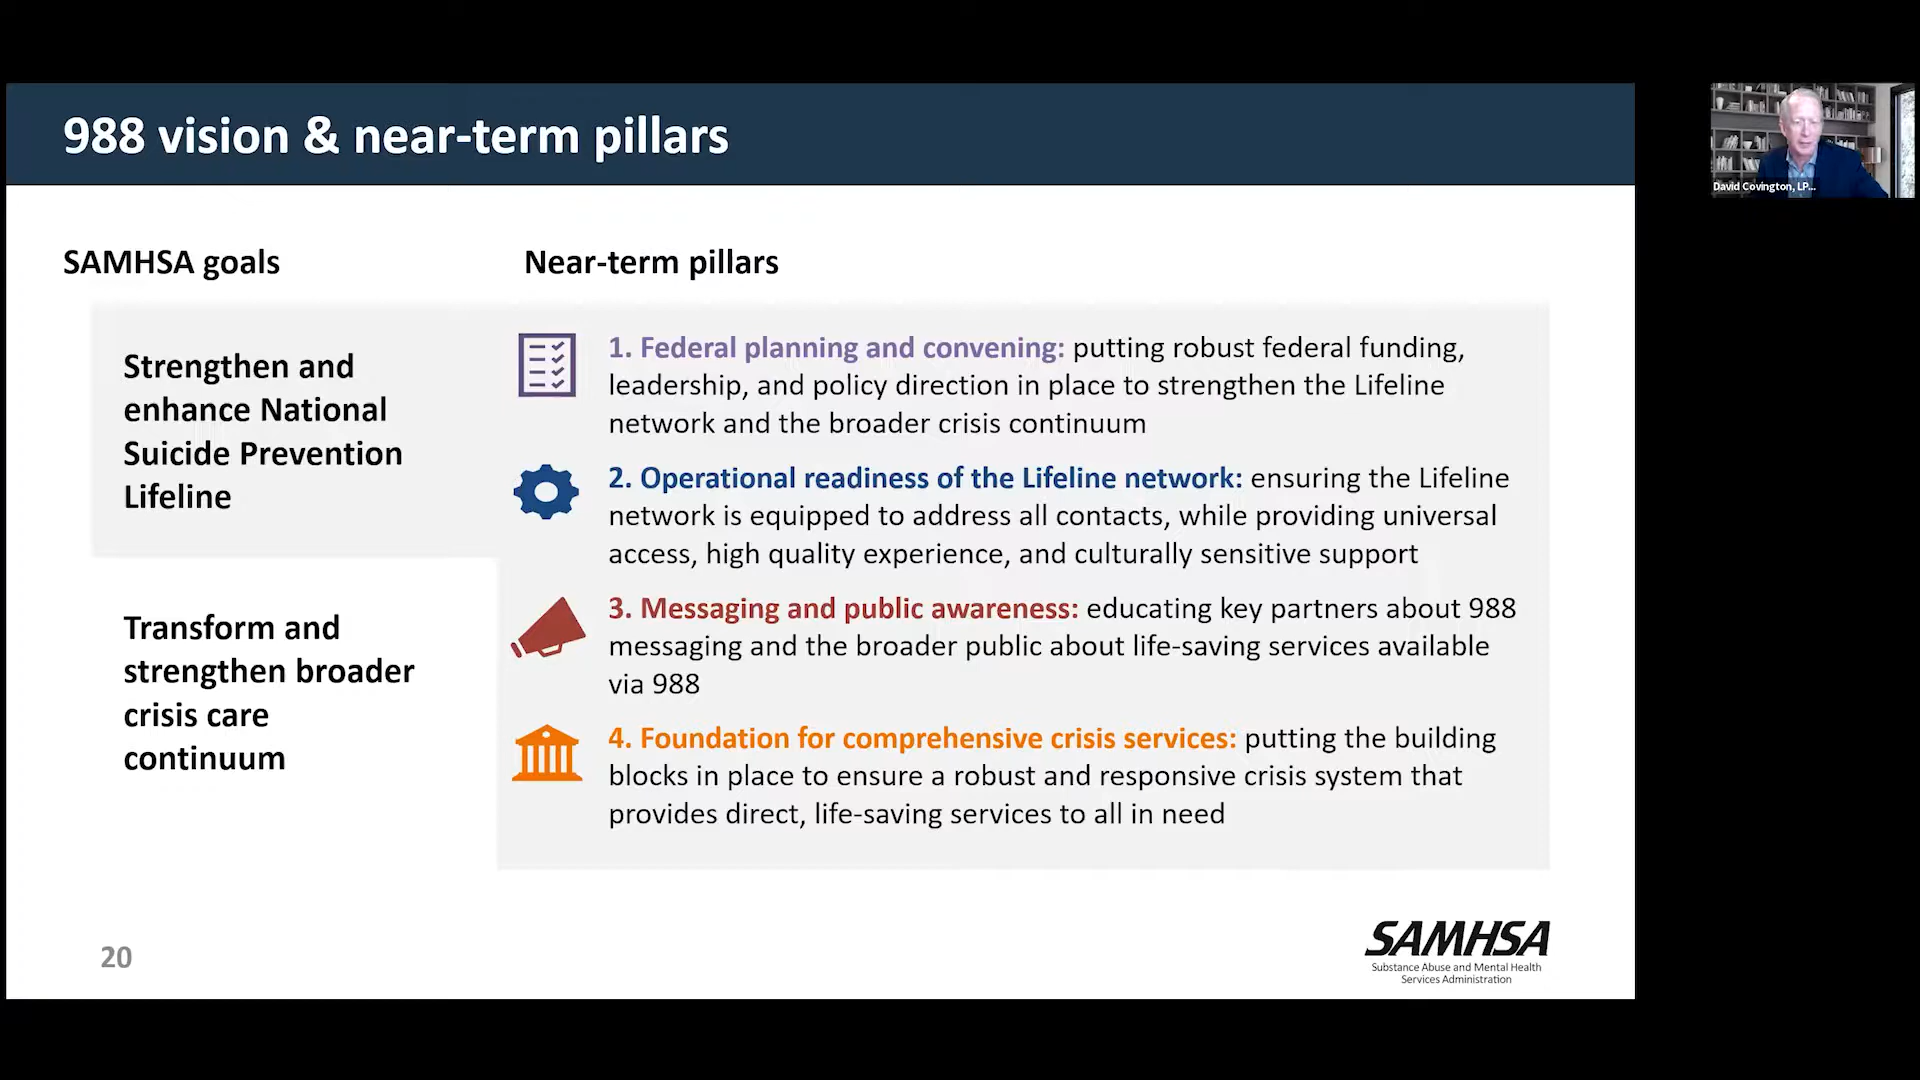 988 vision & near-term pillars
David Covington, LP...
SAMHSA goals
Near-term pillars
Strengthen and
enhance National
Suicide Prevention
Lifeline
Transform and
strengthen broader
crisis care
continuum
1. Federal planning and convening: putting robust federal funding,
leadership, and policy direction in place to strengthen the Lifeline
network and the broader crisis continuum
2. Operational readiness of the Lifeline network: ensuring the Lifeline
network is equipped to address all contacts, while providing universal
access, high quality experience, and culturally sensitive support
3. Messaging and public awareness: educating key partners about 988
messaging and the broader public about life-saving services available
via 988
4. Foundation for comprehensive crisis services: putting the building
blocks in place to ensure a robust and responsive crisis system that
provides direct, life-saving services to all in need
20
SAMHSA
Substance Abuse and Mental Health
Services Administration